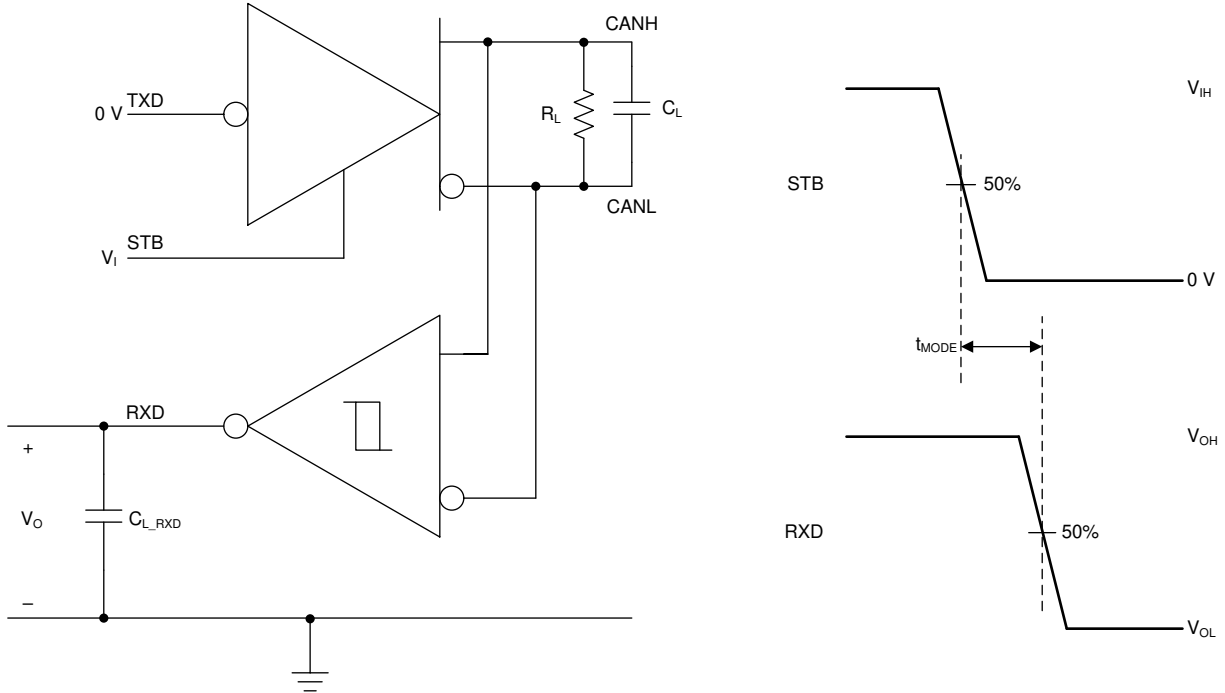 CANH
0 V TXD
R_L
C_L
CANL
V_I STB
RXD
+
V_O
C_L_RXD
–
V_IH
STB
50%
0 V
t_MODE
V_OH
RXD
50%
V_OL